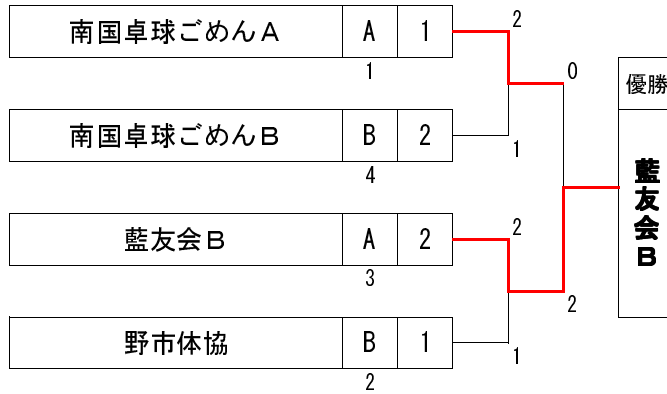 南国卓球ごめんA A 1 2
1 0
南国卓球ごめんB B 2 1
4
藍友会B A 2 2
3 2
野市体協 B 1 1
2
優勝
藍友会B